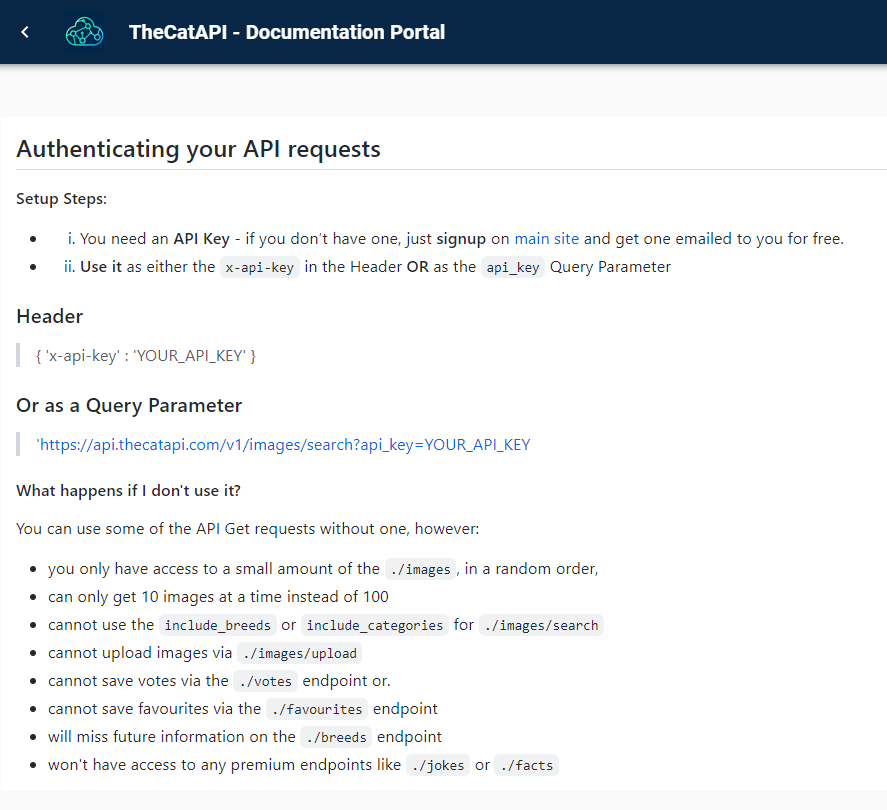 TheCatAPI - Documentation Portal
Authenticating your API requests
Setup Steps:
i. You need an API Key - if you don’t have one, just signup on main site and get one emailed to you for free.
ii. Use it as either the x-api-key in the Header OR as the api_key Query Parameter
Header
{ 'x-api-key' : 'YOUR_API_KEY' }
Or as a Query Parameter
'https://api.thecatapi.com/v1/images/search?api_key=YOUR_API_KEY
What happens if I don't use it?
You can use some of the API Get requests without one, however:
you only have access to a small amount of the ./images, in a random order,
can only get 10 images at a time instead of 100
cannot use the include_breeds or include_categories for ./images/search
cannot upload images via ./images/upload
cannot save votes via the ./votes endpoint or.
cannot save favourites via the ./favourites endpoint
will miss future information on the ./breeds endpoint
won't have access to any premium endpoints like ./jokes or ./facts